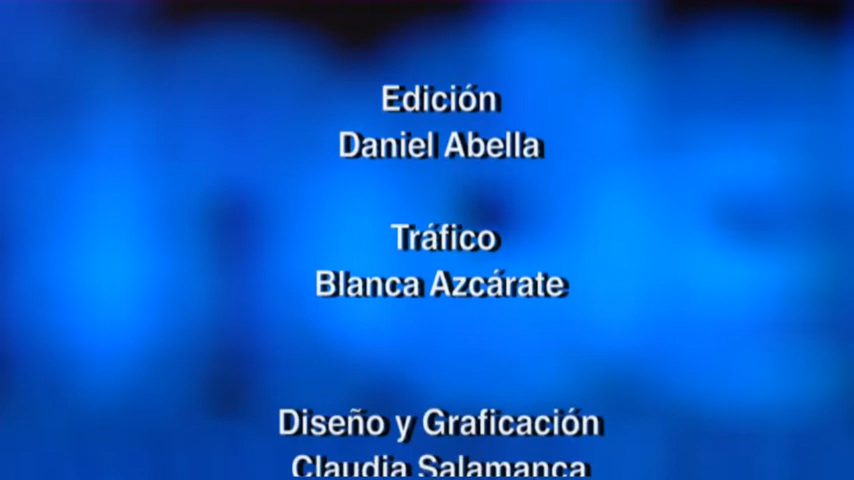 Edición
Daniel Abella
Tráfico
Blanca Azcárate
Diseño y Graficación
Claudia Salamanca